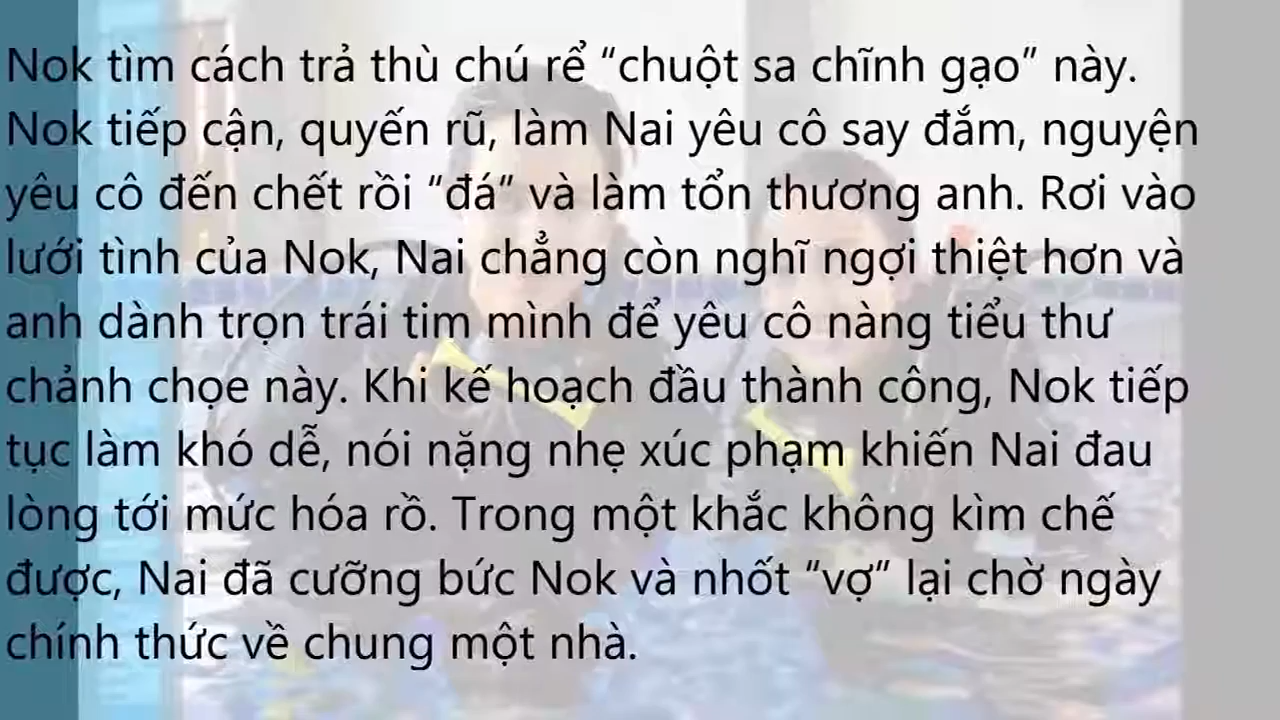 Nok tìm cách trả thù chú rể “chuột sa chĩnh gạo” này.
Nok tiếp cận, quyến rũ, làm Nai yêu cô say đắm, nguyện
yêu cô đến chết rồi “đá” và làm tổn thương anh. Rơi vào
lưới tình của Nok, Nai chẳng còn nghĩ ngợi thiệt hơn và
anh dành trọn trái tim mình để yêu cô nàng tiểu thư
chảnh chọe này. Khi kế hoạch đầu thành công, Nok tiếp
tục làm khó dễ, nói nặng nhẹ xúc phạm khiến Nai đau
lòng tới mức hóa rồ. Trong một khắc không kìm chế
được, Nai đã cưỡng bức Nok và nhốt “vợ” lại chờ ngày
chính thức về chung một nhà.